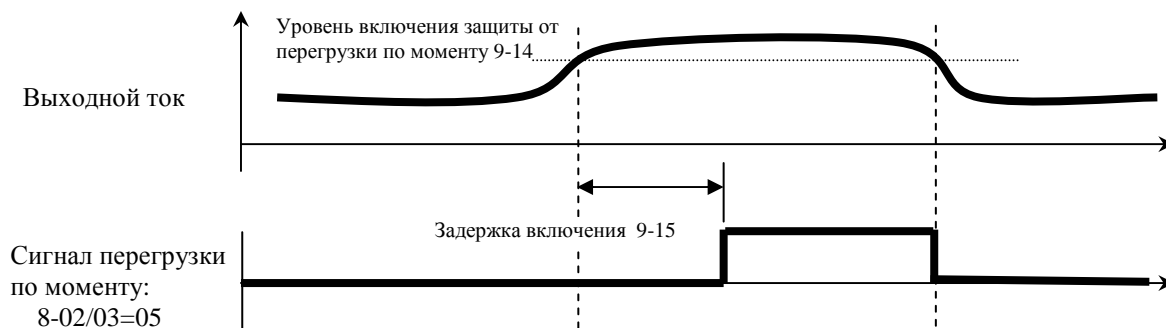 Уровень включения защиты от
перегрузки по моменту 9-14
Выходной ток
Задержка включения 9-15
Сигнал перегрузки
по моменту:
8-02/03=05